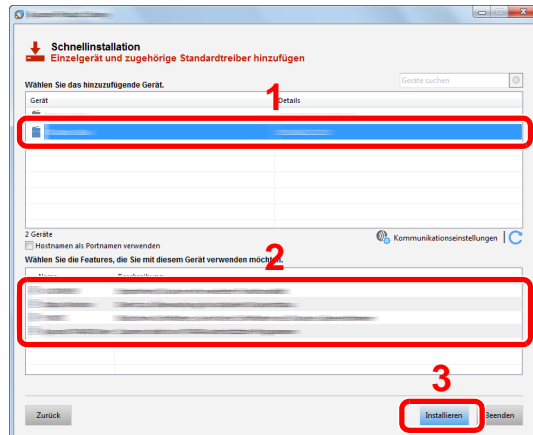 Schnellinstallation
Einzelgerät und zugehörige Standardtreiber hinzufügen
Geräte suchen
Wählen Sie das hinzuzufügende Gerät.
1
Gerät Details
2 Geräte
Kommunikationseinstellungen
Hostnamen als Portnamen verwenden
Wählen Sie die Features, die Sie mit diesem Gerät verwenden möchten.
2
3
Zurück Installieren Beenden